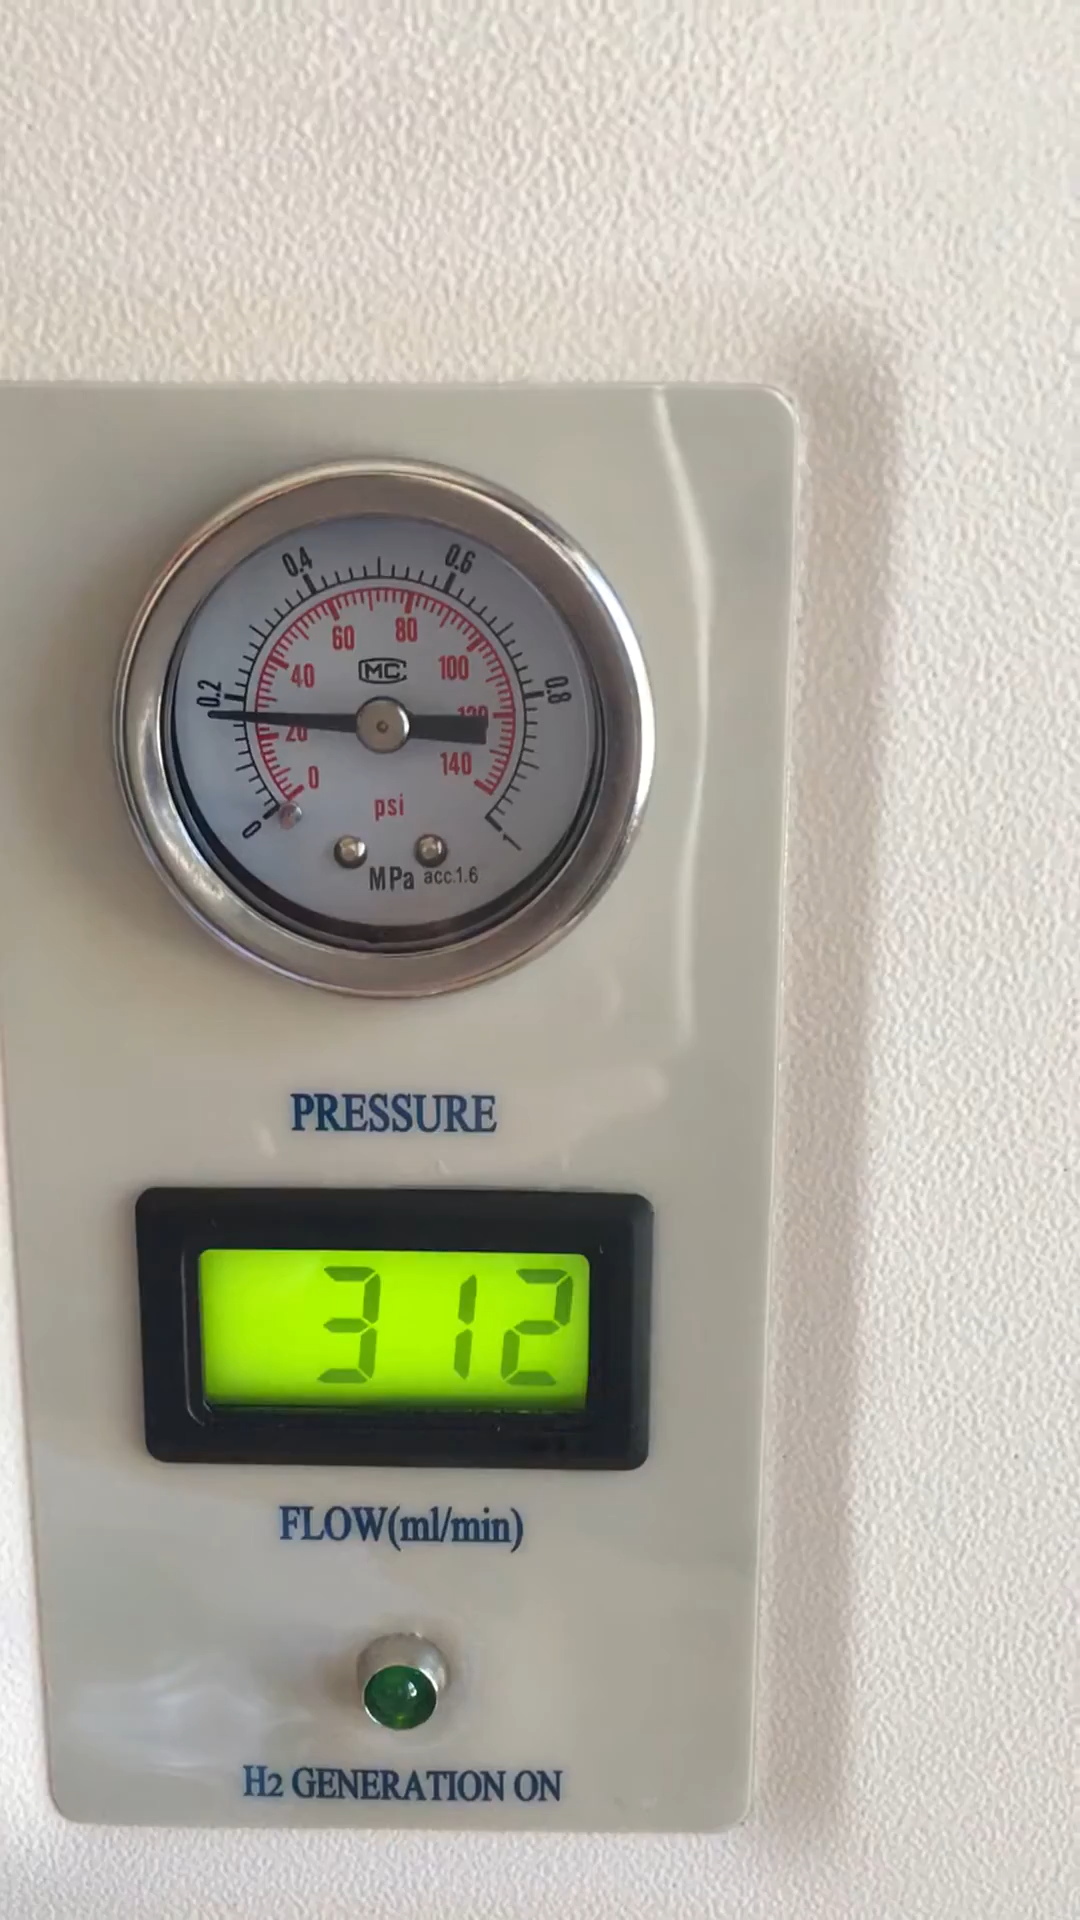 0.4 0.6
60 80
40 MC 100
0.2 0.8
20 120
0 140
psi
0 1
MPa acc.1.6
PRESSURE
312
FLOW(ml/min)
H2 GENERATION ON